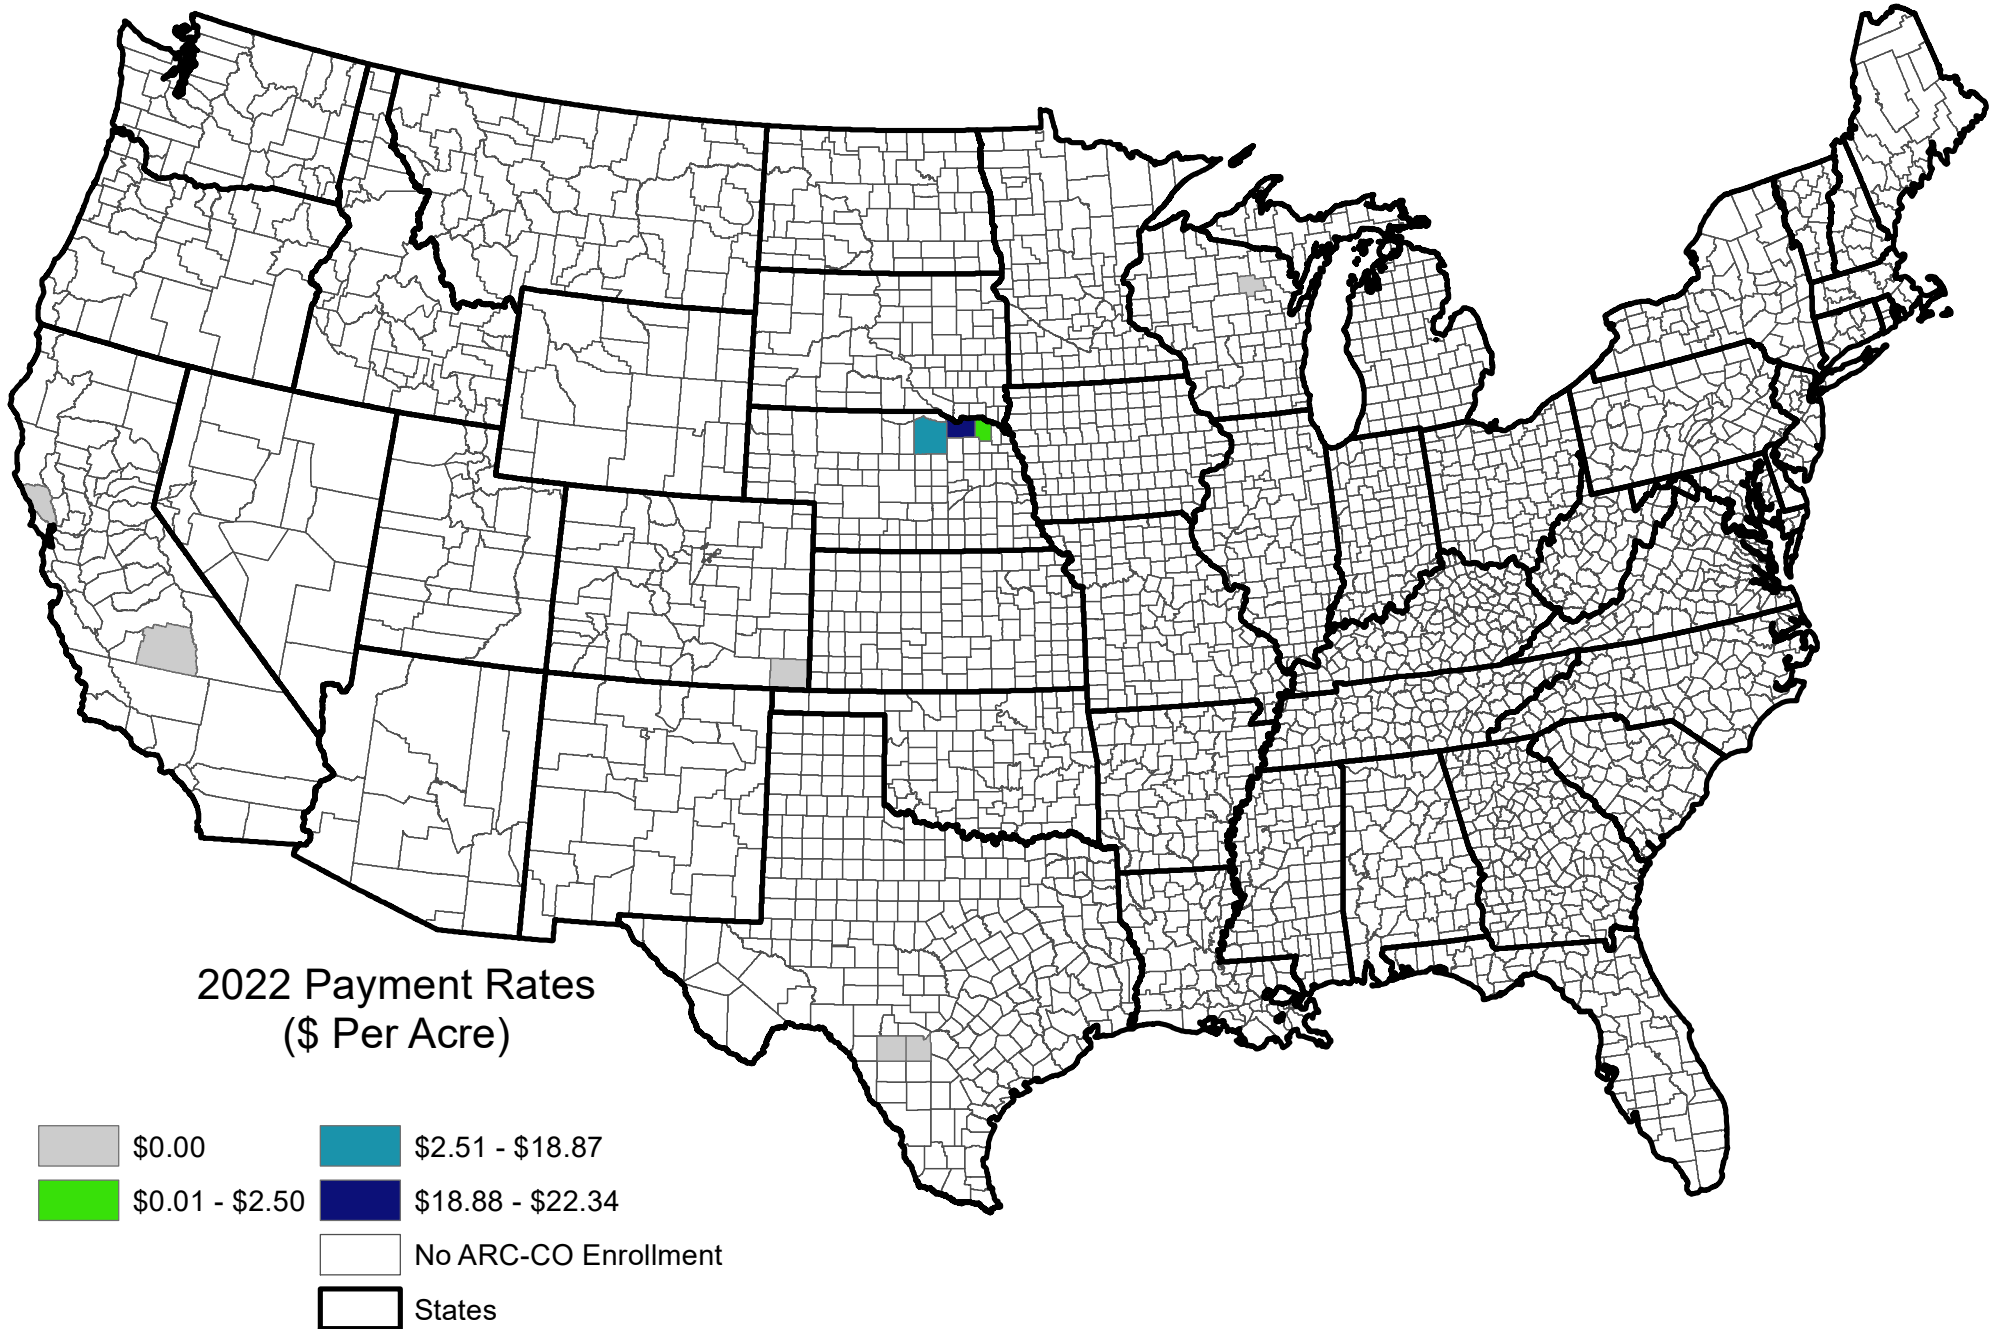 2022 Payment Rates
($ Per Acre)
$0.00
$0.01 - $2.50
$2.51 - $18.87
$18.88 - $22.34
No ARC-CO Enrollment
States